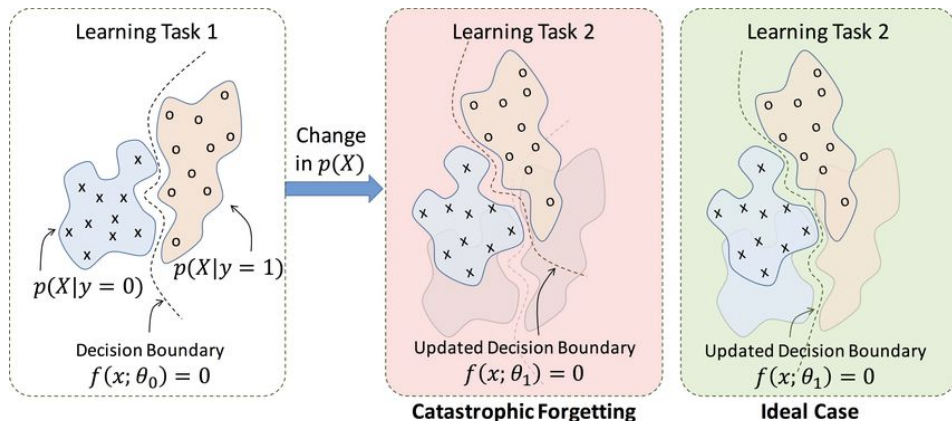 Learning Task 1
p(X|y = 0)
p(X|y = 1)
Decision Boundary
f(x; θ₀) = 0
Change
in p(X)
Learning Task 2
Updated Decision Boundary
f(x; θ₁) = 0
Catastrophic Forgetting
Learning Task 2
Updated Decision Boundary
f(x; θ₁) = 0
Ideal Case